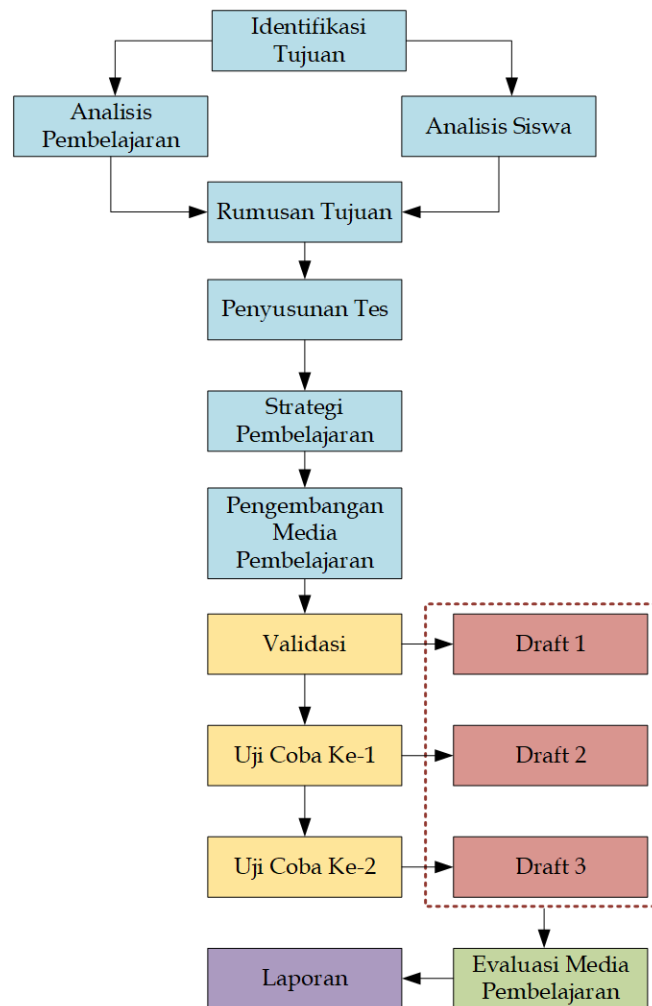 Identifikasi
Tujuan
Analisis
Pembelajaran
Analisis Siswa
Rumusan Tujuan
Penyusunan Tes
Strategi
Pembelajaran
Pengembangan
Media
Pembelajaran
Validasi
Draft 1
Uji Coba Ke-1
Draft 2
Uji Coba Ke-2
Draft 3
Laporan
Evaluasi Media
Pembelajaran